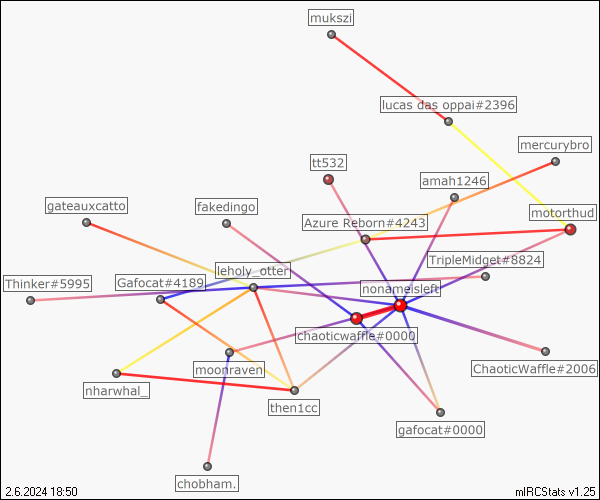 mukszi
lucas das oppai#2396
mercurybro
tt532
amah1246
gateauxcatto
fakedingo
motorthud
Azure Reborn#4243
TripleMidget#8824
leholy_otter
Thinker#5995
Gafocat#4189
nonameisleft
chaoticwaffle#0000
moonraven
ChaoticWaffle#2006
nharwhal_
then1cc
gafocat#0000
chobham.
2.6.2024 18:50
mIRCStats v1.25